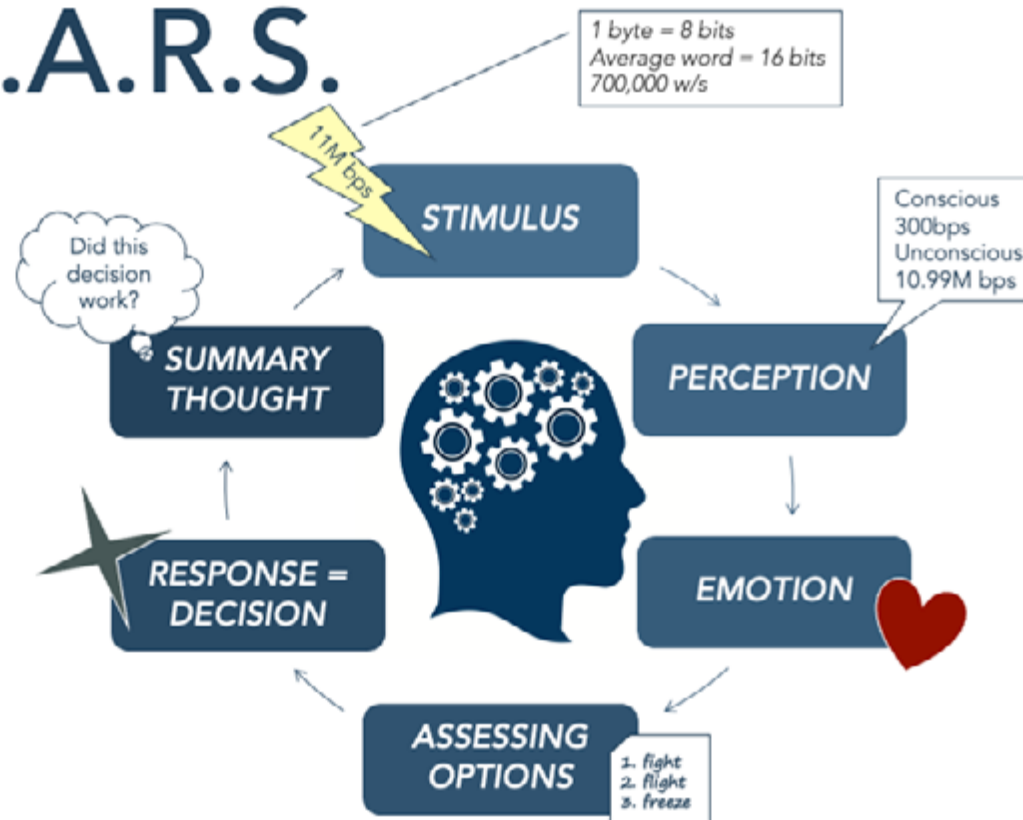 .A.R.S.
1 byte = 8 bits
Average word = 16 bits
700,000 w/s
11M bps
STIMULUS
Conscious
300bps
Unconscious
10.99M bps
PERCEPTION
EMOTION
ASSESSING
OPTIONS
1. fight
2. flight
3. freeze
RESPONSE =
DECISION
SUMMARY
THOUGHT
Did this
decision
work?